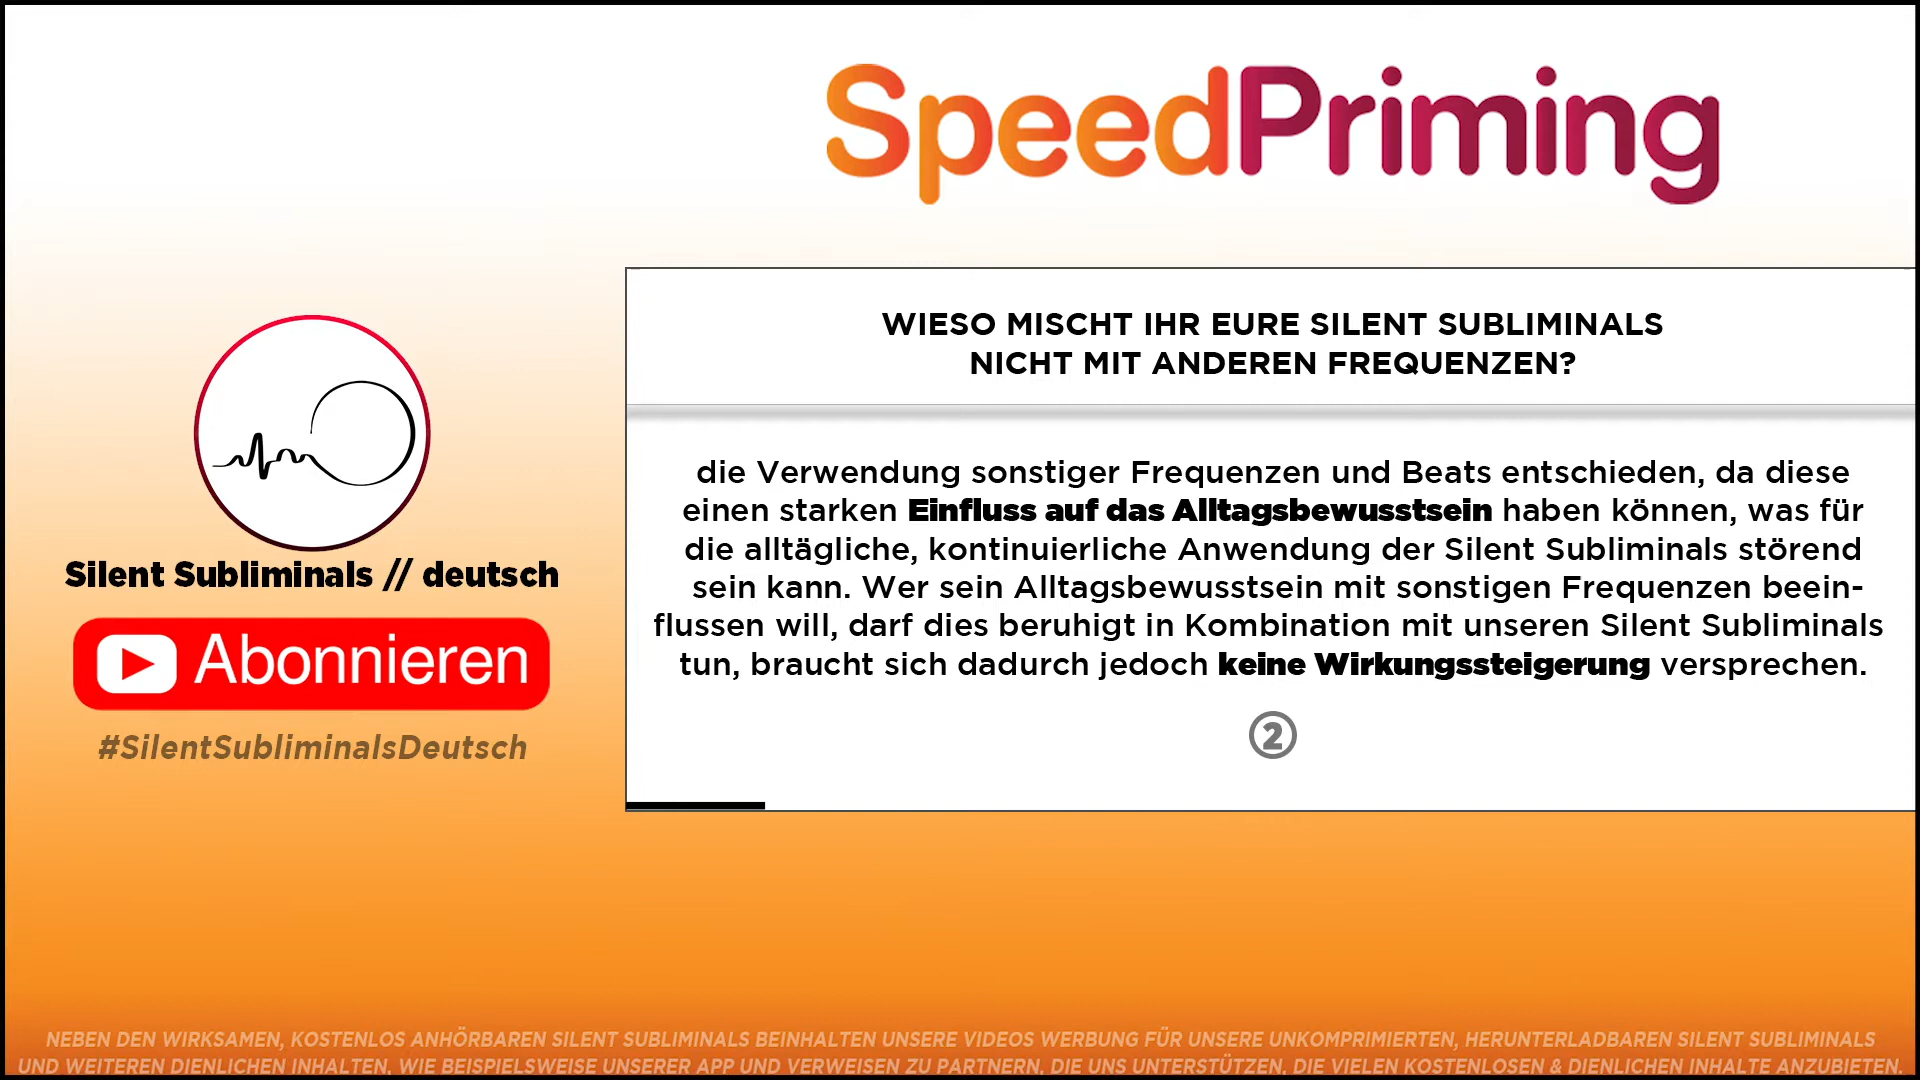 SpeedPriming
WIESO MISCHT IHR EURE SILENT SUBLIMINALS
NICHT MIT ANDEREN FREQUENZEN?
die Verwendung sonstiger Frequenzen und Beats entschieden, da diese
einen starken Einfluss auf das Alltagsbewusstsein haben können, was für
die alltägliche, kontinuierliche Anwendung der Silent Subliminals störend
sein kann. Wer sein Alltagsbewusstsein mit sonstigen Frequenzen beein-
flussen will, darf dies beruhigt in Kombination mit unseren Silent Subliminals
tun, braucht sich dadurch jedoch keine Wirkungssteigerung versprechen.
2
Silent Subliminals // deutsch
Abonnieren
#SilentSubliminalsDeutsch
NEBEN DEN WIRKSAMEN, KOSTENLOS ANHÖRBAREN SILENT SUBLIMINALS BEINHALTEN UNSERE VIDEOS WERBUNG FÜR UNSERE UNKOMPRIMIERTEN, HERUNTERLADBAREN SILENT SUBLIMINALS
UND WEITEREN DIENLICHEN INHALTEN, WIE BEISPIELSWEISE UNSERER APP UND VERWEISEN ZU PARTNERN, DIE UNS UNTERSTÜTZEN, DIE VIELEN KOSTENLOSEN & DIENLICHEN INHALTE ANZUBIETEN.